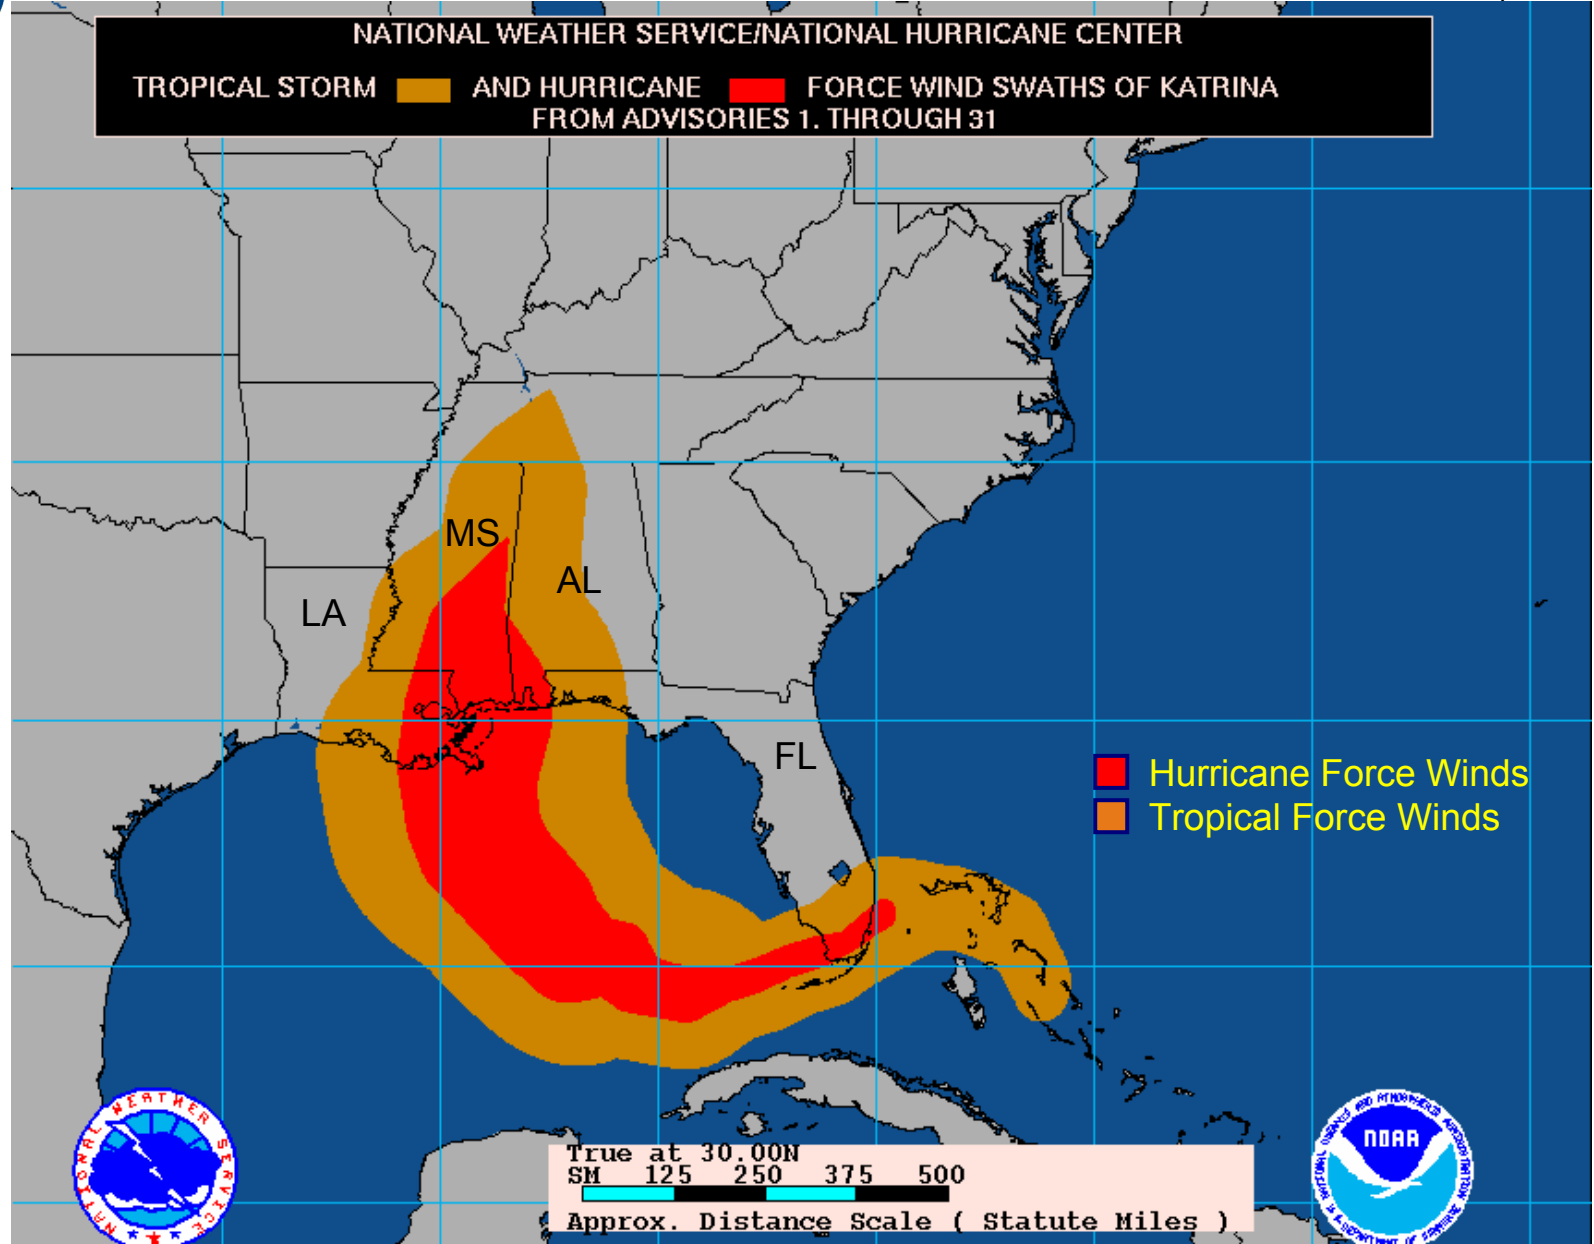 NATIONAL WEATHER SERVICE/NATIONAL HURRICANE CENTER
TROPICAL STORM AND HURRICANE FORCE WIND SWATHS OF KATRINA
FROM ADVISORIES 1. THROUGH 31
MS
AL
LA
FL
Hurricane Force Winds
Tropical Force Winds
NATIONAL WEATHER SERVICE
NOAA
True at 30.00N
SM 125 250 375 500
Approx. Distance Scale ( Statute Miles )